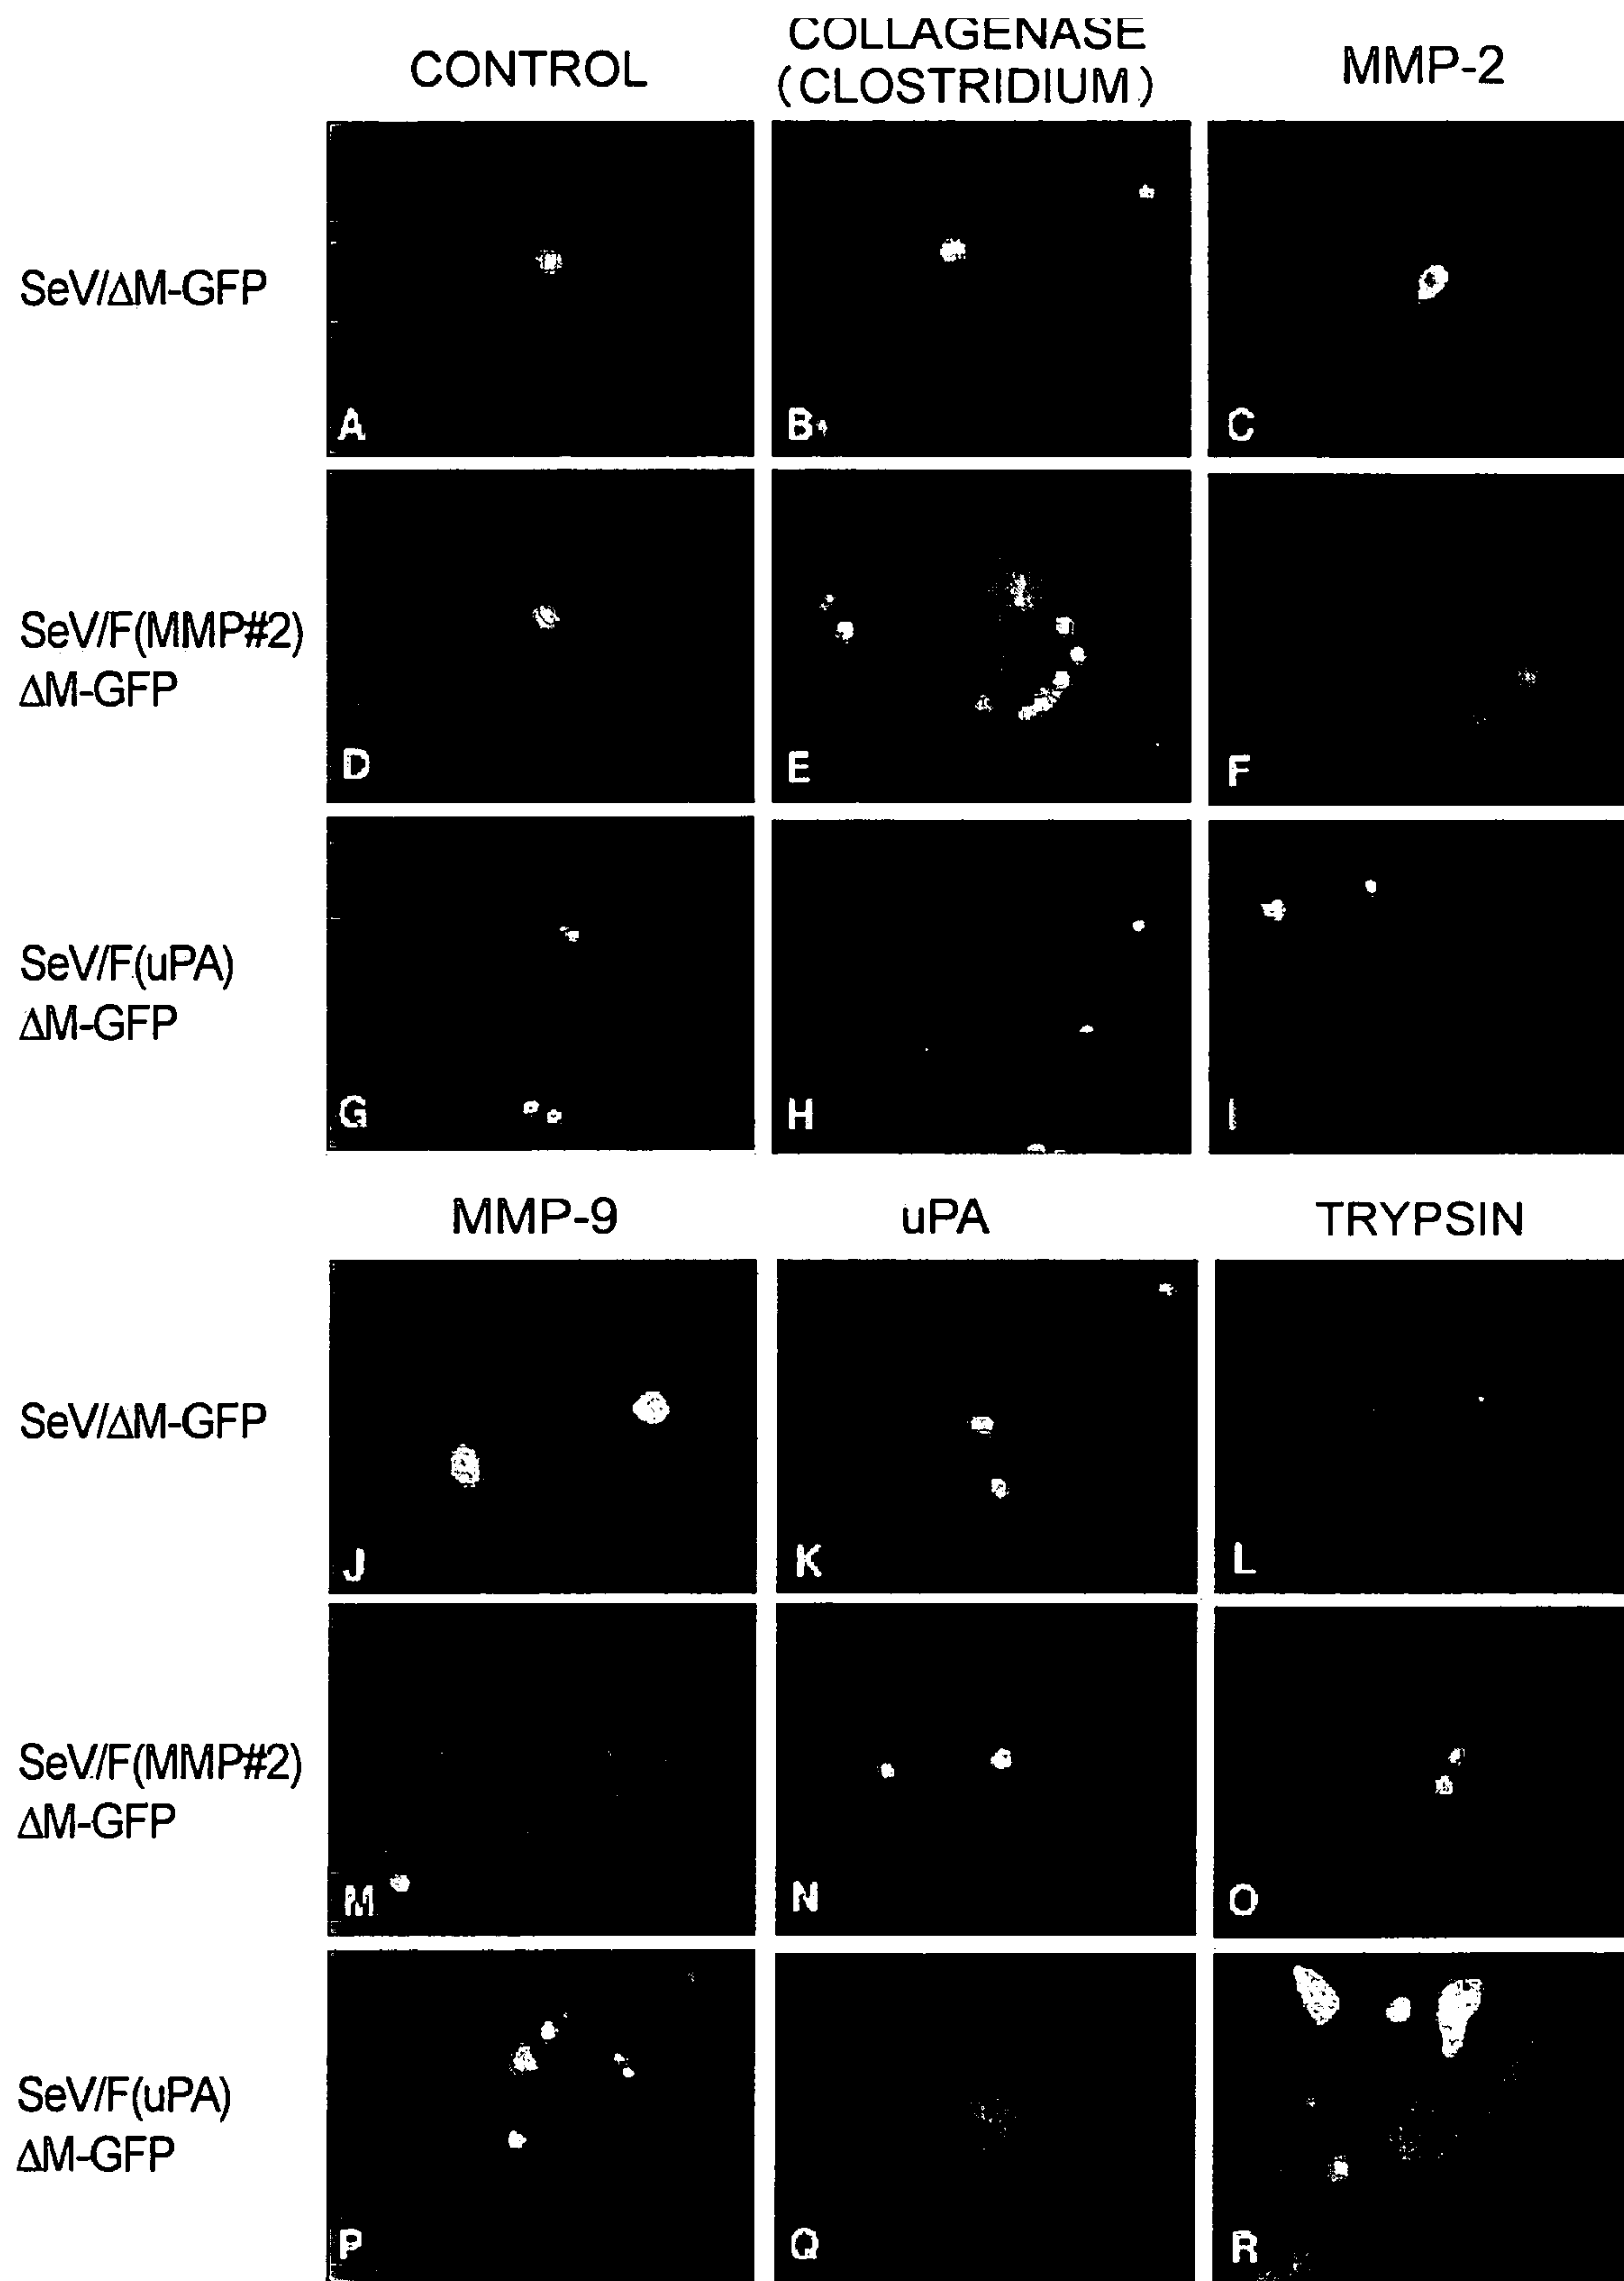 CONTROL
COLLAGENASE
(CLOSTRIDIUM)
MMP-2
SeV/ΔM-GFP
A
B
C
SeV/F(MMP#2)
ΔM-GFP
D
E
F
SeV/F(uPA)
ΔM-GFP
G
H
I
MMP-9
uPA
TRYPSIN
SeV/ΔM-GFP
J
K
L
SeV/F(MMP#2)
ΔM-GFP
M
N
O
SeV/F(uPA)
ΔM-GFP
P
Q
R